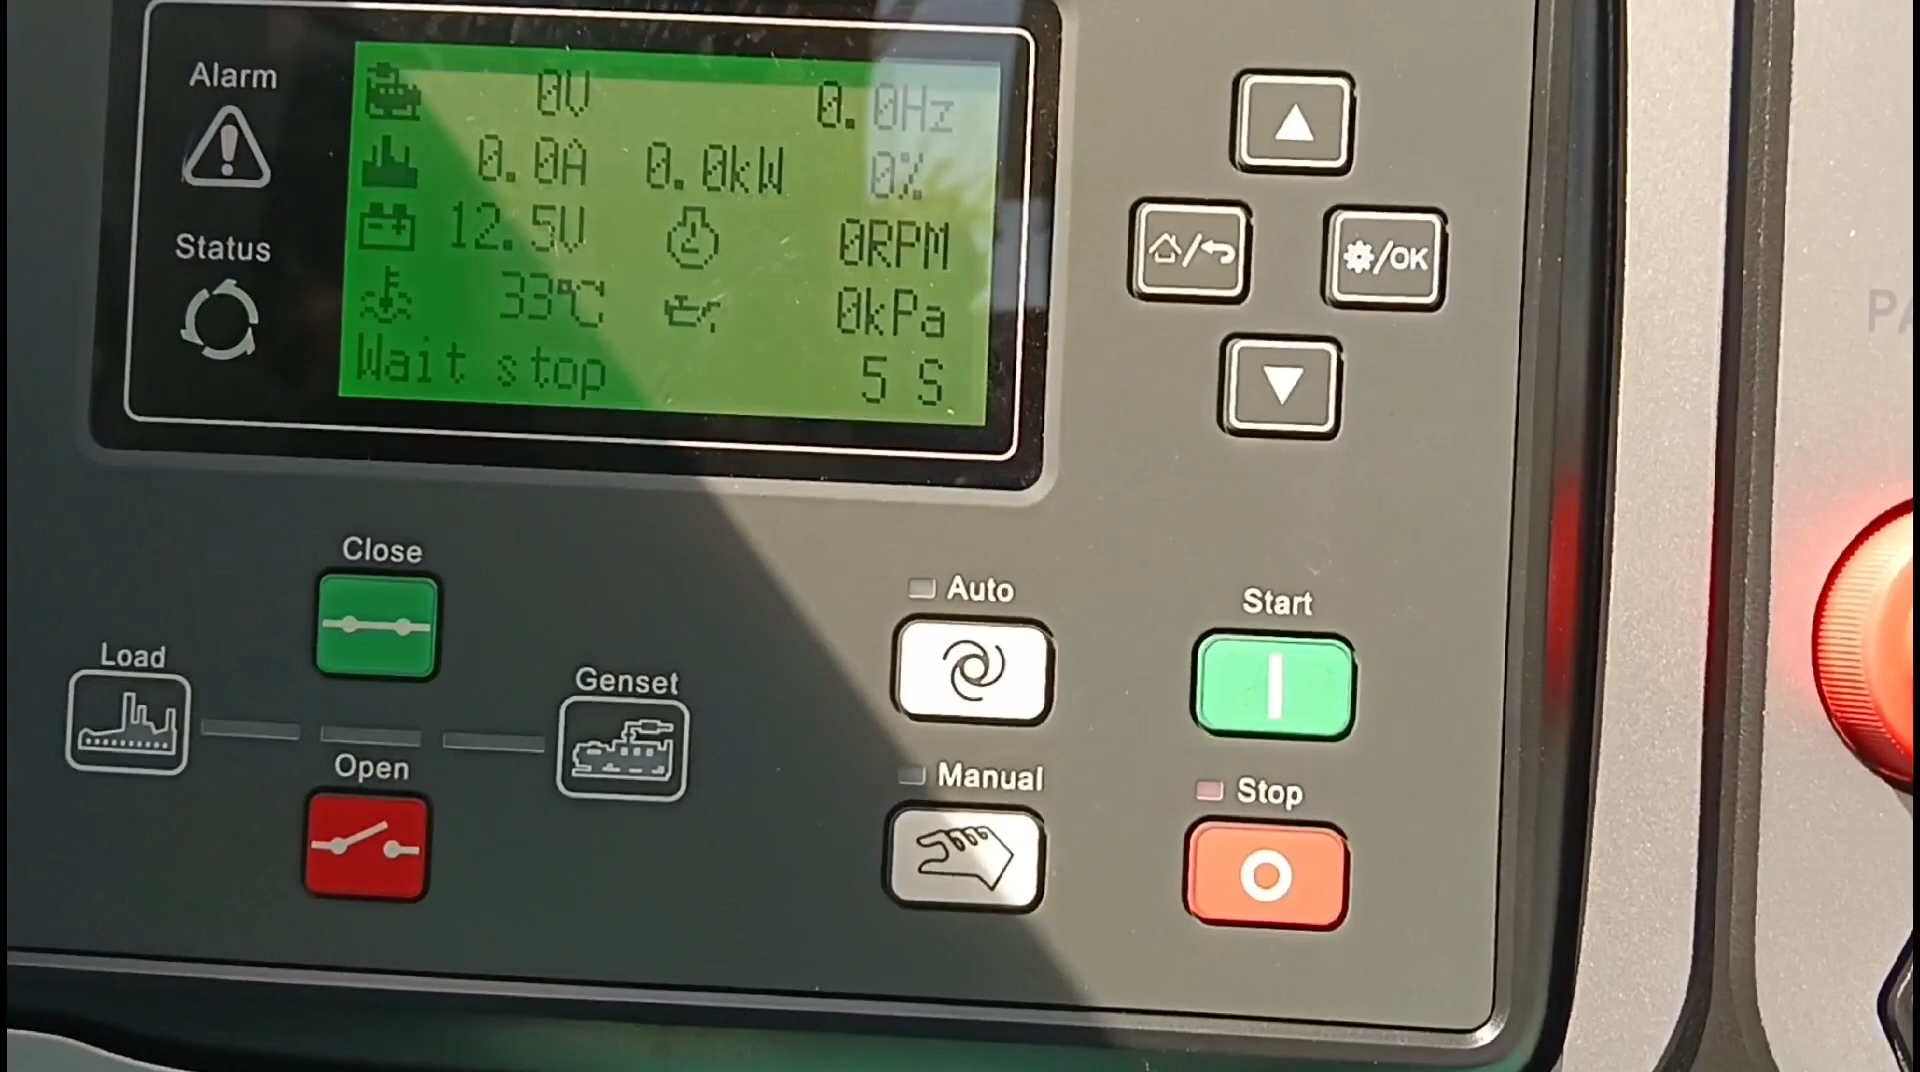 Alarm
Status
0V 0.0Hz
0.0A 0.0kW 0%
12.5V 0RPM
33℃ 0kPa
Wait stop 5 S
/OK
Close
Load
Genset
Open
Auto
Start
Manual
Stop